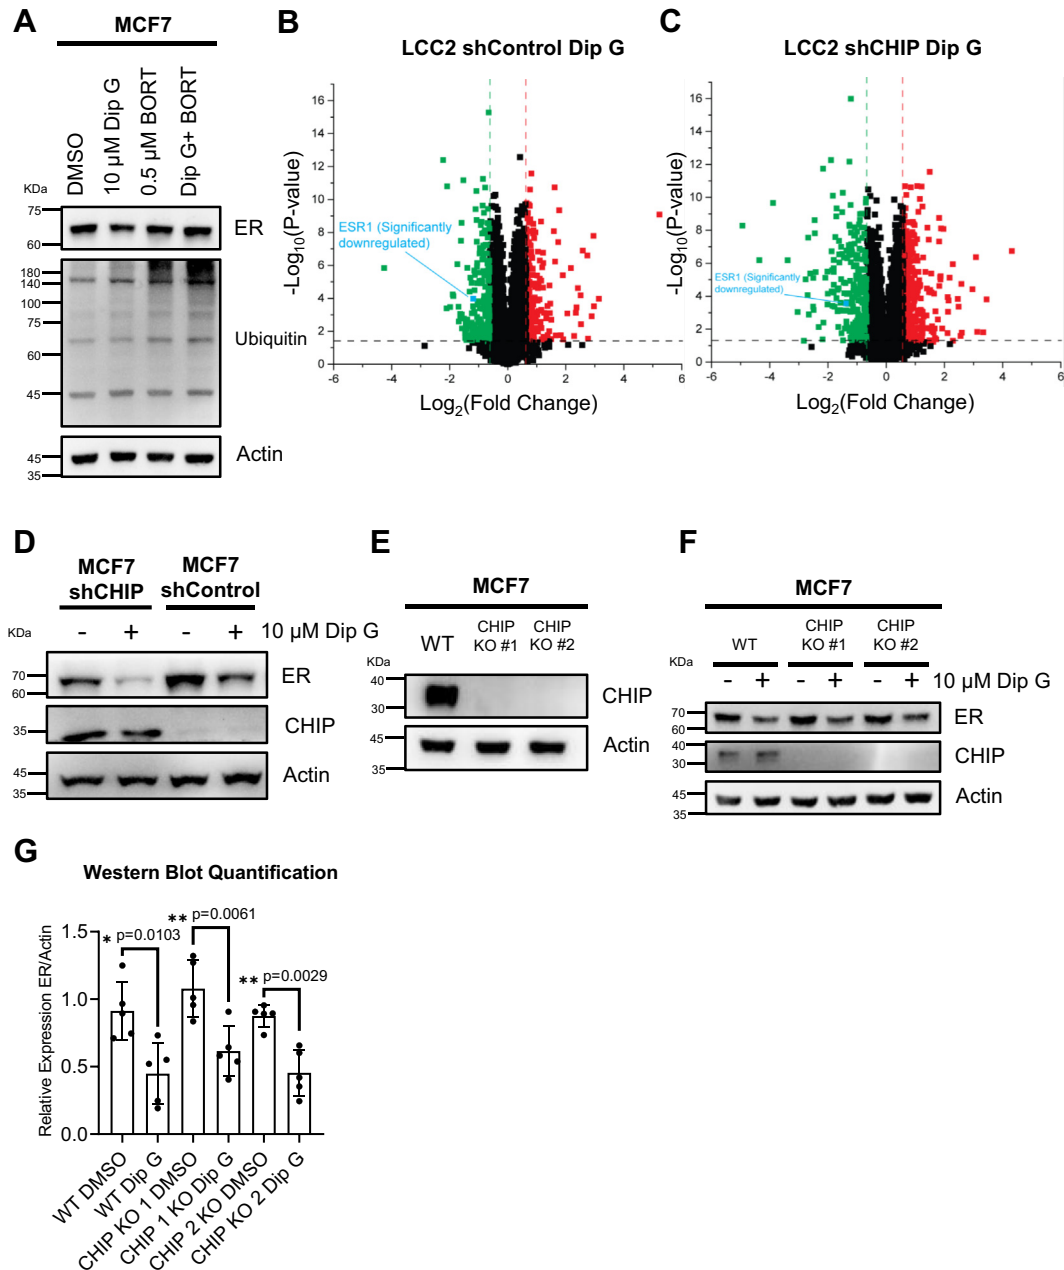 A
MCF7
DMSO
10 µM Dip G
0.5 µM BORT
Dip G+ BORT
KDa
75
60
ER
180
140
100
75
60
45
Ubiquitin
45
35
Actin
B
LCC2 shControl Dip G
-Log10(P-value)
16
14
12
10
8
6
4
2
0
ESR1 (Significantly
downregulated)
-6 -4 -2 0 2 4 6
Log2(Fold Change)
C
LCC2 shCHIP Dip G
-Log10(P-value)
16
14
12
10
8
6
4
2
0
ESR1 (Significantly
downregulated)
-6 -4 -2 0 2 4 6
Log2(Fold Change)
D
MCF7
shCHIP
MCF7
shControl
KDa
- + - + 10 µM Dip G
70
60
ER
35
CHIP
45
35
Actin
E
MCF7
WT
CHIP
KO #1
CHIP
KO #2
KDa
40
30
CHIP
45
35
Actin
F
MCF7
WT
CHIP
KO #1
CHIP
KO #2
KDa
- + - + - + 10 µM Dip G
70
60
ER
40
30
CHIP
45
35
Actin
G
Western Blot Quantification
Relative Expression ER/Actin
1.5
1.0
0.5
0.0
* p=0.0103
** p=0.0061
** p=0.0029
WT DMSO
WT Dip G
CHIP KO 1 DMSO
CHIP 1 KO Dip G
CHIP 2 KO DMSO
CHIP KO 2 Dip G